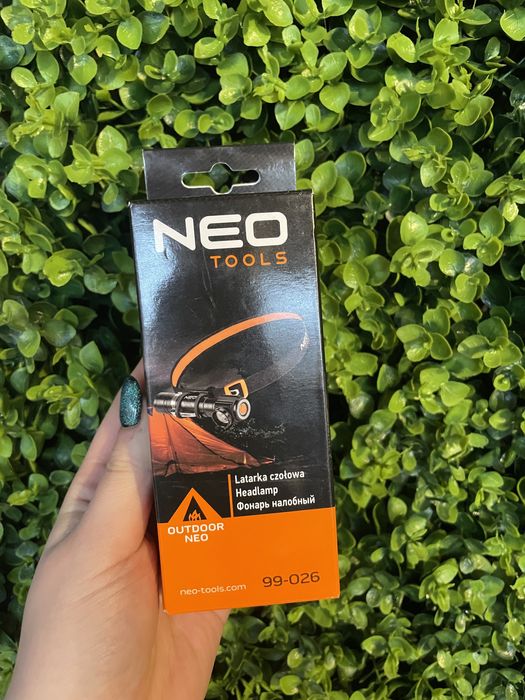 NEO
TOOLS
Latarka czołowa
Headlamp
Фонарь налобный
OUTDOOR
NEO
neo-tools.com
99-026